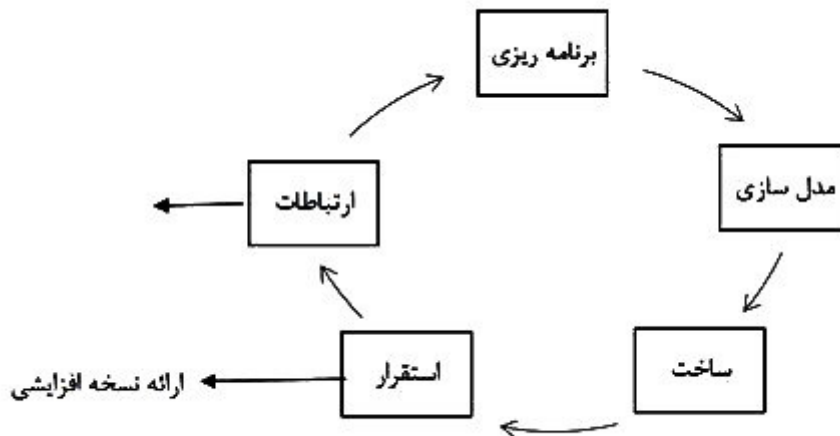 برنامه ریزی
مدل سازی
ارتباطات
ساخت
استقرار
ارائه نسخه افزایشی